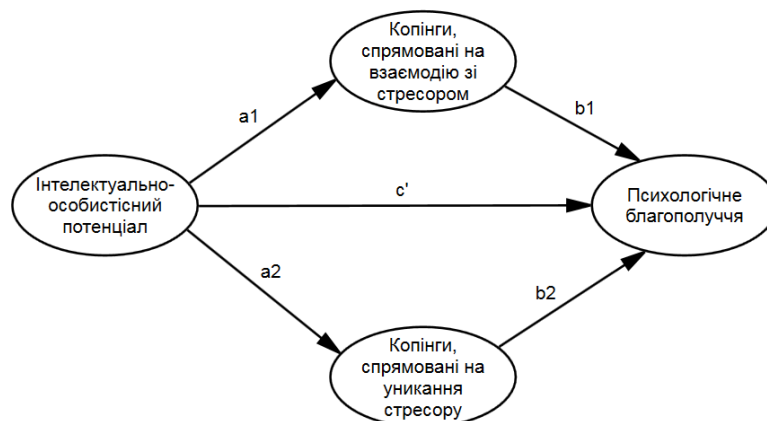 Копінги,
спрямовані на
взаємодію зі
стресором
a1
b1
Інтелектуально-
особистісний
потенціал
c'
Психологічне
благополуччя
a2
b2
Копінги,
спрямовані на
уникання
стресору